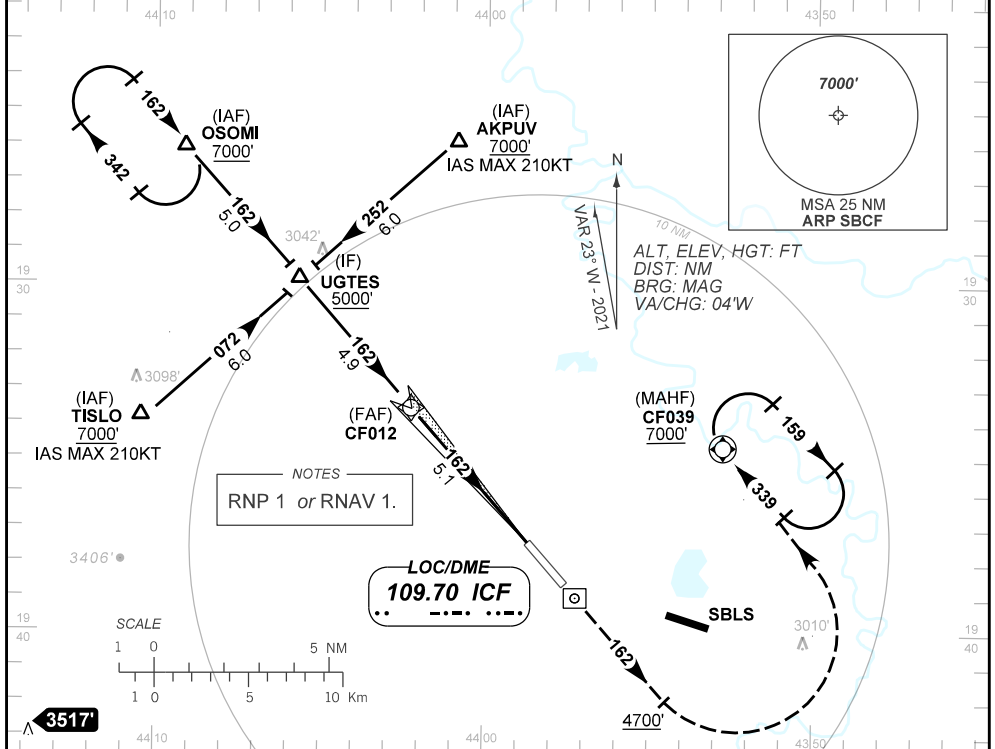 44 10
44 00
43 50
7000'
MSA 25 NM
ARP SBCF
162
342
(IAF)
OSOMI
7000'
(IAF)
AKPUV
7000'
IAS MAX 210KT
162
5.0
252
6.0
3042'
(IF)
UGTES
5000'
N
VAR 23° W - 2021
10 NM
ALT, ELEV, HGT: FT
DIST: NM
BRG: MAG
VA/CHG: 04'W
19
30
19
30
072
6.0
3098'
(IAF)
TISLO
7000'
IAS MAX 210KT
162
4.9
(FAF)
CF012
162
5.1
(MAHF)
CF039
7000'
159
339
NOTES
RNP 1 or RNAV 1.
3406'
LOC/DME
109.70 ICF
SBLS
3010'
19
40
19
40
SCALE
1 0 5 NM
1 0 5 10 Km
162
4700'
3517'
44 10
44 00
43 50